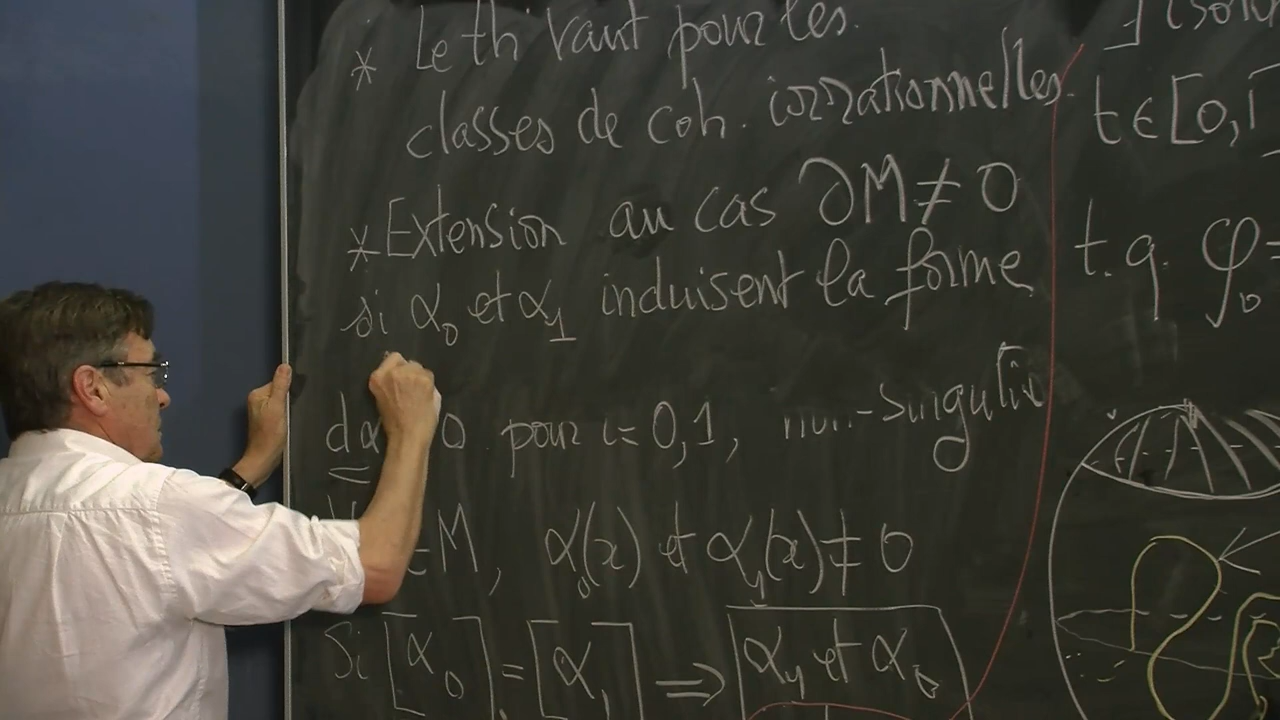 * Le th vaut pour les
classes de coh. irrationnelles.
* Extension au cas ∂M ≠ 0
si α₀ et α₁ induisent la forme
dα 0 pour i = 0,1, non-singuliè
M, α₀(x) et α₁(x) ≠ 0
Si [α₀] = [α₁] ⇒ α₁ et α₀
t ∈ [0,1
t.q. φ₀ =